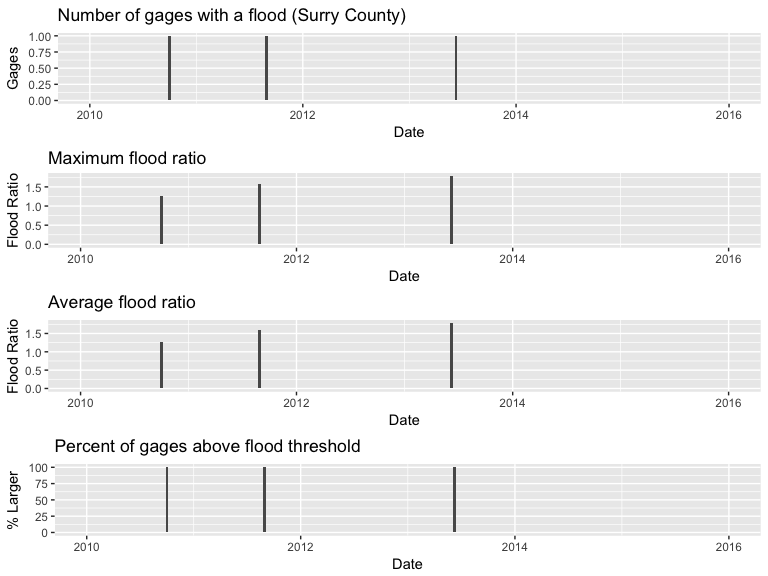 Number of gages with a flood (Surry County)
Gages
1.00
0.75
0.50
0.25
0.00
2010 2012 2014 2016
Date
Maximum flood ratio
Flood Ratio
1.5
1.0
0.5
0.0
2010 2012 2014 2016
Date
Average flood ratio
Flood Ratio
1.5
1.0
0.5
0.0
2010 2012 2014 2016
Date
Percent of gages above flood threshold
% Larger
100
75
50
25
0
2010 2012 2014 2016
Date